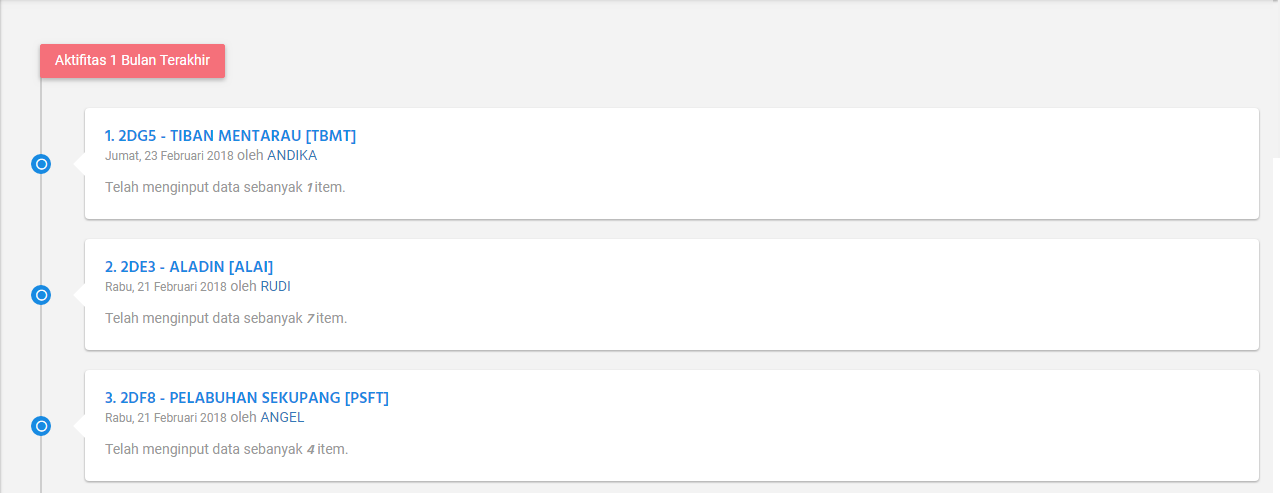 Aktifitas 1 Bulan Terakhir
1. 2DG5 - TIBAN MENTARAU [TBMT]
Jumat, 23 Februari 2018 oleh ANDIKA
Telah menginput data sebanyak 1 item.
2. 2DE3 - ALADIN [ALAI]
Rabu, 21 Februari 2018 oleh RUDI
Telah menginput data sebanyak 7 item.
3. 2DF8 - PELABUHAN SEKUPANG [PSFT]
Rabu, 21 Februari 2018 oleh ANGEL
Telah menginput data sebanyak 4 item.